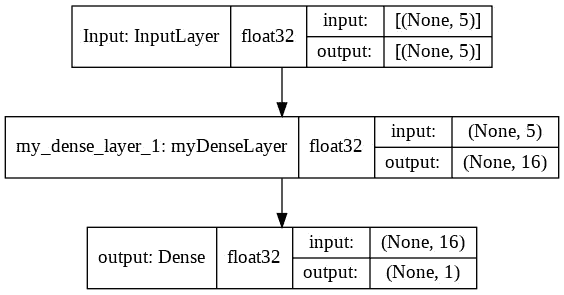 Input: InputLayer float32 input: [(None, 5)]
output: [(None, 5)]
my_dense_layer_1: myDenseLayer float32 input: (None, 5)
output: (None, 16)
output: Dense float32 input: (None, 16)
output: (None, 1)